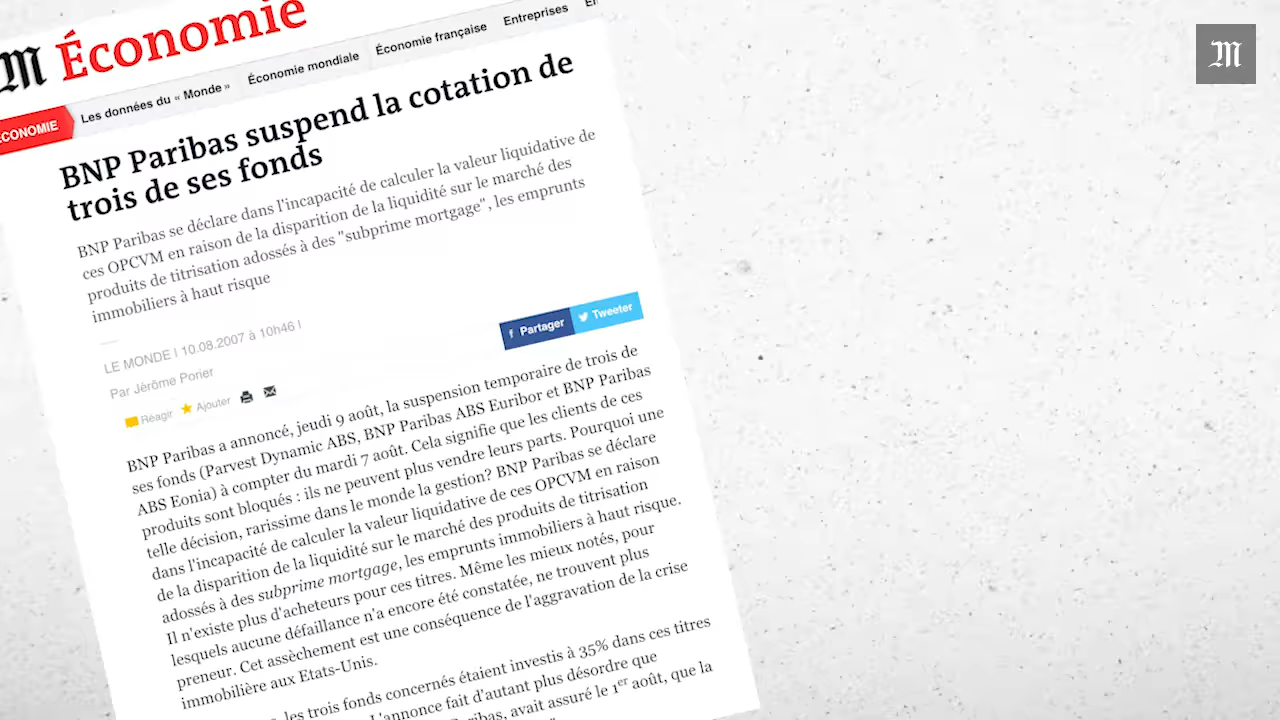 M Économie
M
ÉCONOMIE Les données du « Monde » Économie mondiale Économie française Entreprises
BNP Paribas suspend la cotation de
trois de ses fonds
BNP Paribas se déclare dans l'incapacité de calculer la valeur liquidative de
ces OPCVM en raison de la disparition de la liquidité sur le marché des
produits de titrisation adossés à des "subprime mortgage", les emprunts
immobiliers à haut risque
LE MONDE | 10.08.2007 à 10h46 |
Par Jérôme Porier
Partager Tweeter
Réagir Ajouter
BNP Paribas a annoncé, jeudi 9 août, la suspension temporaire de trois de
ses fonds (Parvest Dynamic ABS, BNP Paribas ABS Euribor et BNP Paribas
ABS Eonia) à compter du mardi 7 août. Cela signifie que les clients de ces
produits sont bloqués : ils ne peuvent plus vendre leurs parts. Pourquoi une
telle décision, rarissime dans le monde la gestion? BNP Paribas se déclare
dans l'incapacité de calculer la valeur liquidative de ces OPCVM en raison
de la disparition de la liquidité sur le marché des produits de titrisation
adossés à des subprime mortgage, les emprunts immobiliers à haut risque.
Il n'existe plus d'acheteurs pour ces titres. Même les mieux notés, pour
lesquels aucune défaillance n'a encore été constatée, ne trouvent plus
preneur. Cet assèchement est une conséquence de l'aggravation de la crise
immobilière aux Etats-Unis.
les trois fonds concernés étaient investis à 35% dans ces titres
L'annonce fait d'autant plus désordre que
avait assuré le 1er août, que la